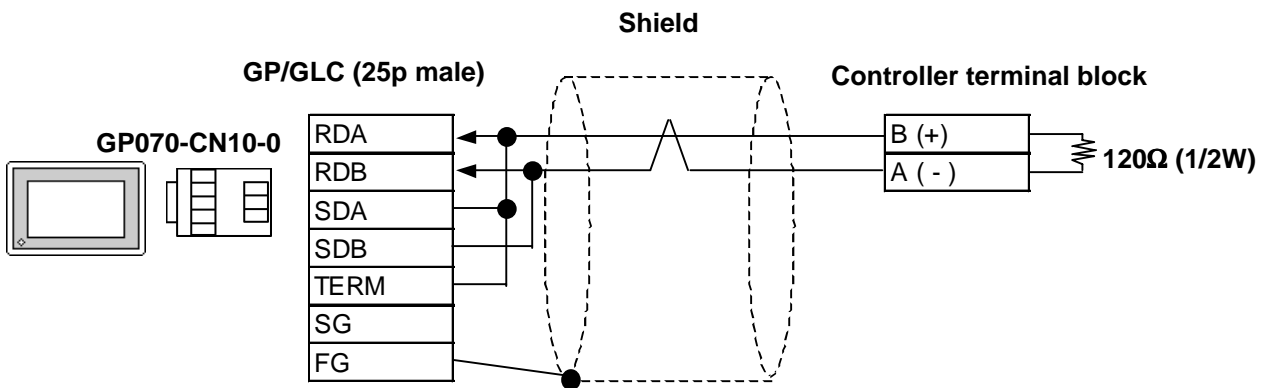 Shield
GP/GLC (25p male)
Controller terminal block
GP070-CN10-0
RDA
RDB
SDA
SDB
TERM
SG
FG
B (+)
A ( - )
120Ω (1/2W)